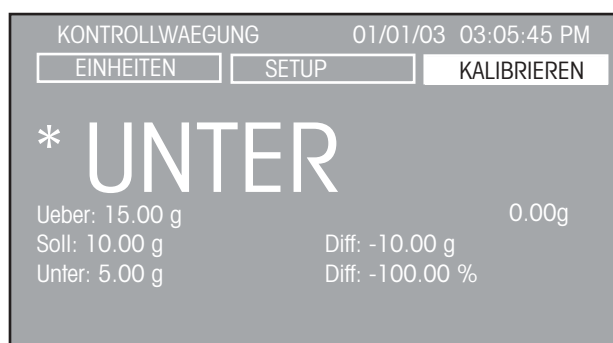 KONTROLLWAEGUNG 01/01/03 03:05:45 PM
EINHEITEN SETUP KALIBRIEREN
* UNTER
Ueber: 15.00 g 0.00g
Soll: 10.00 g Diff: -10.00 g
Unter: 5.00 g Diff: -100.00 %